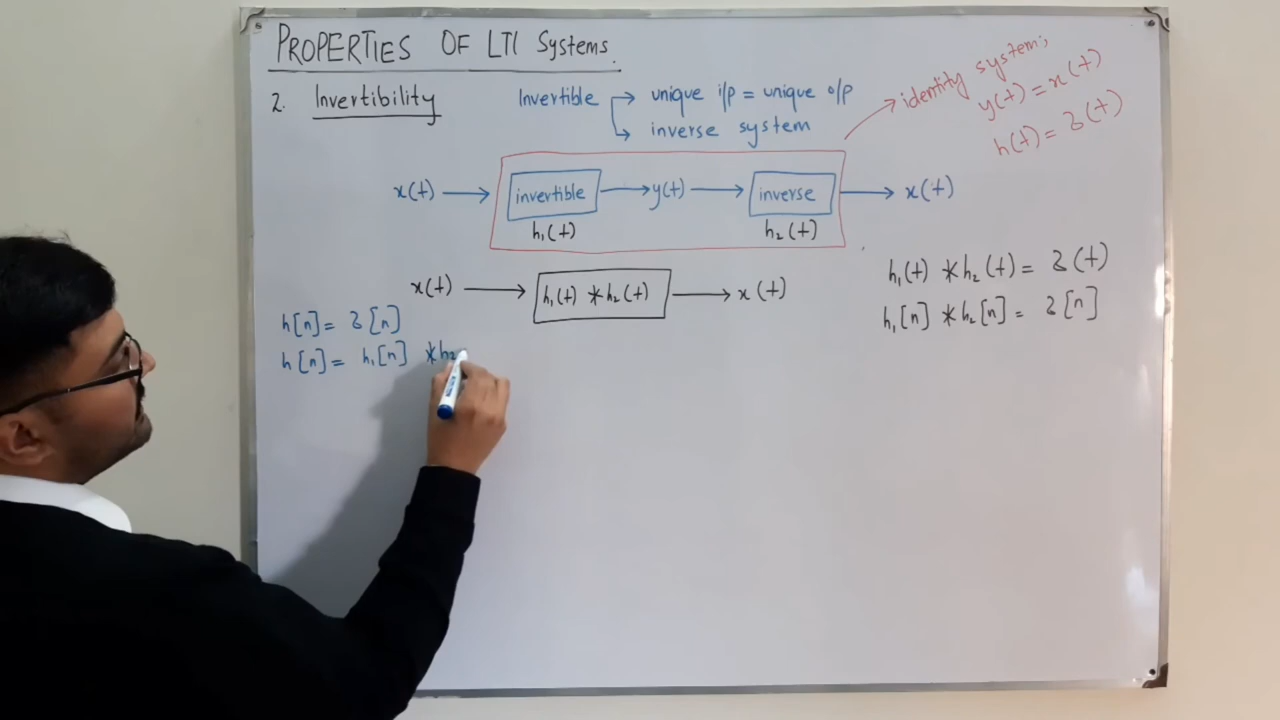 PROPERTIES OF LTI Systems.
2. Invertibility
Invertible → unique i/p = unique o/p
↳ inverse system
→ identity system;
y(t) = x(t)
h(t) = δ(t)
x(t) → invertible → y(t) → inverse → x(t)
h₁(t) h₂(t)
x(t) → h₁(t) * h₂(t) → x(t)
h₁(t) * h₂(t) = δ(t)
h₁[n] * h₂[n] = δ[n]
h[n] = δ[n]
h[n] = h₁[n] * h₂